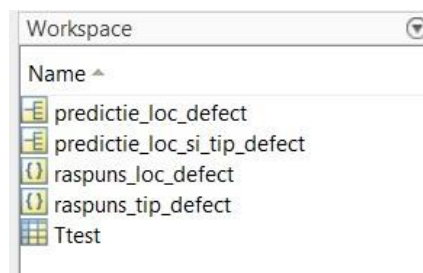 Workspace
Name
predictie_loc_defect
predictie_loc_si_tip_defect
raspuns_loc_defect
raspuns_tip_defect
Ttest